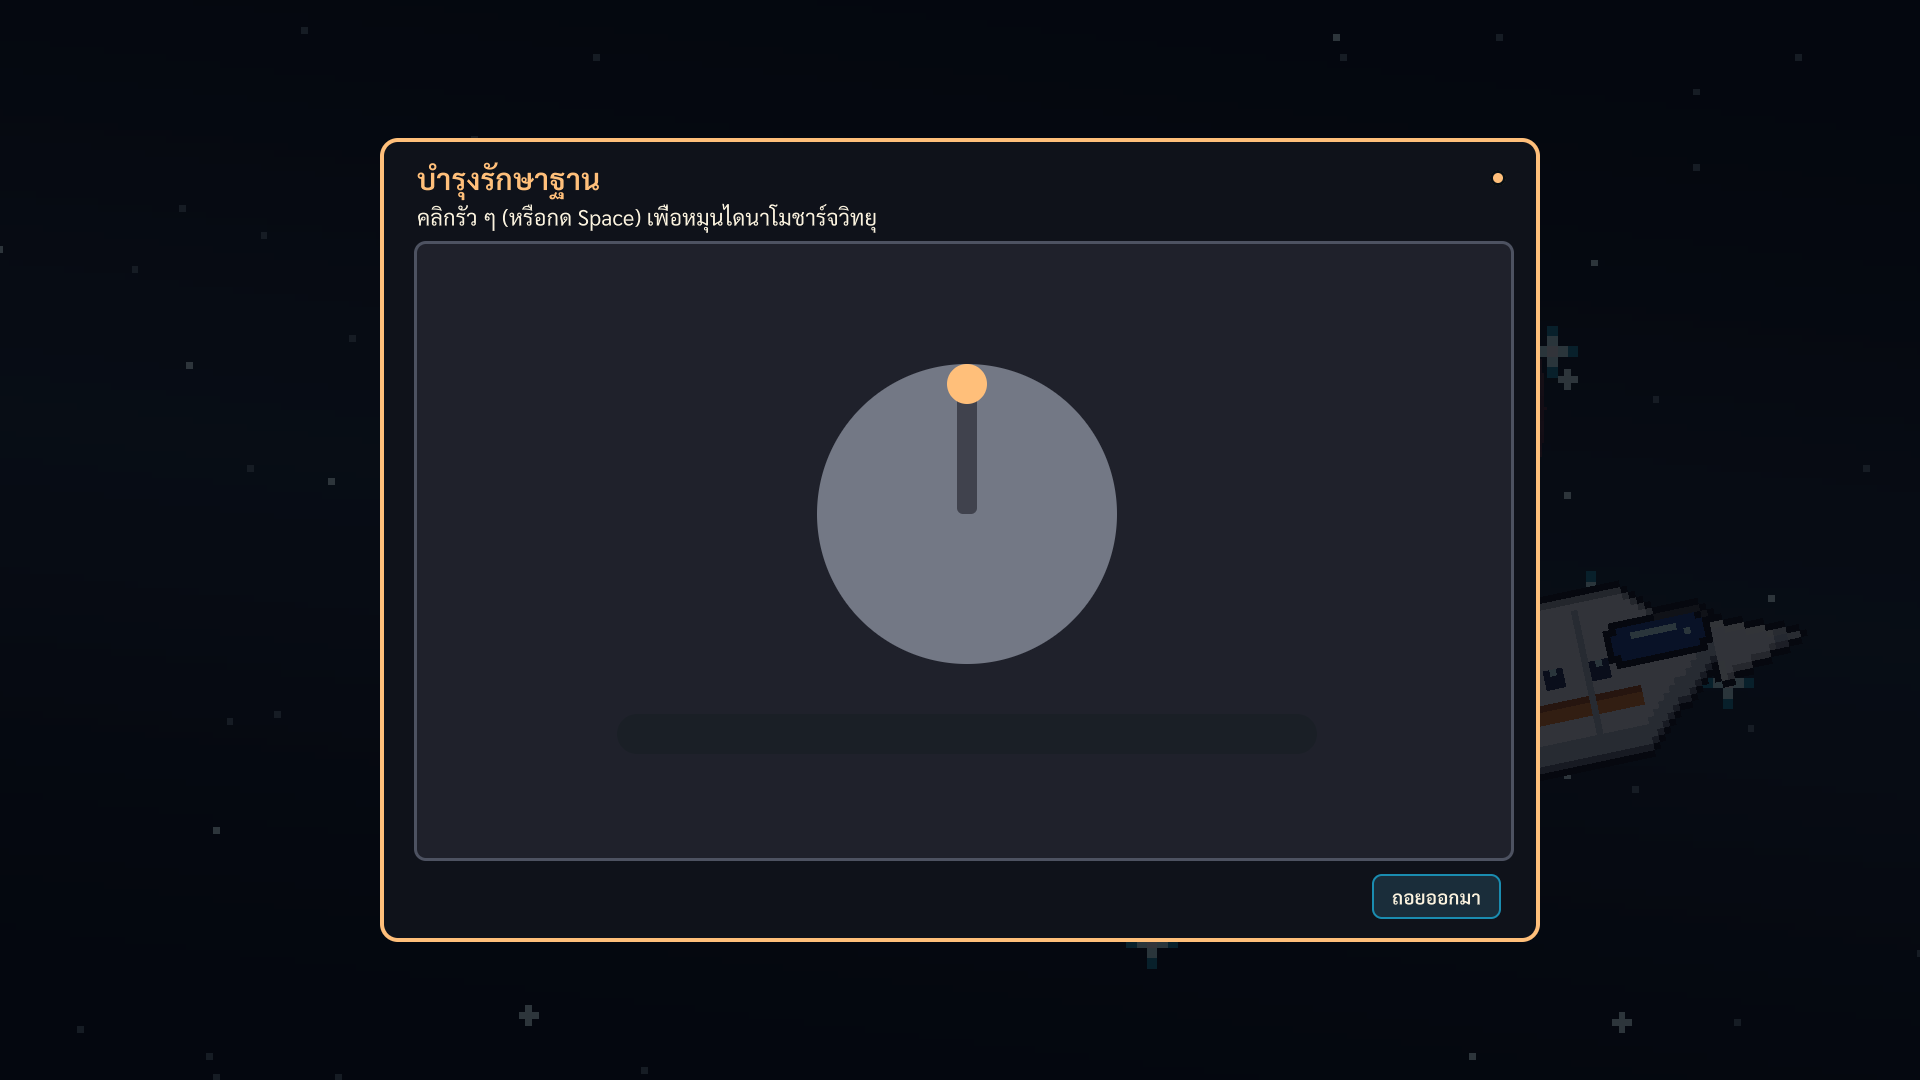 บำรุงรักษาฐาน
คลิกรัว ๆ (หรือกด Space) เพื่อหมุนไดนาโมชาร์จวิทยุ
ถอยออกมา